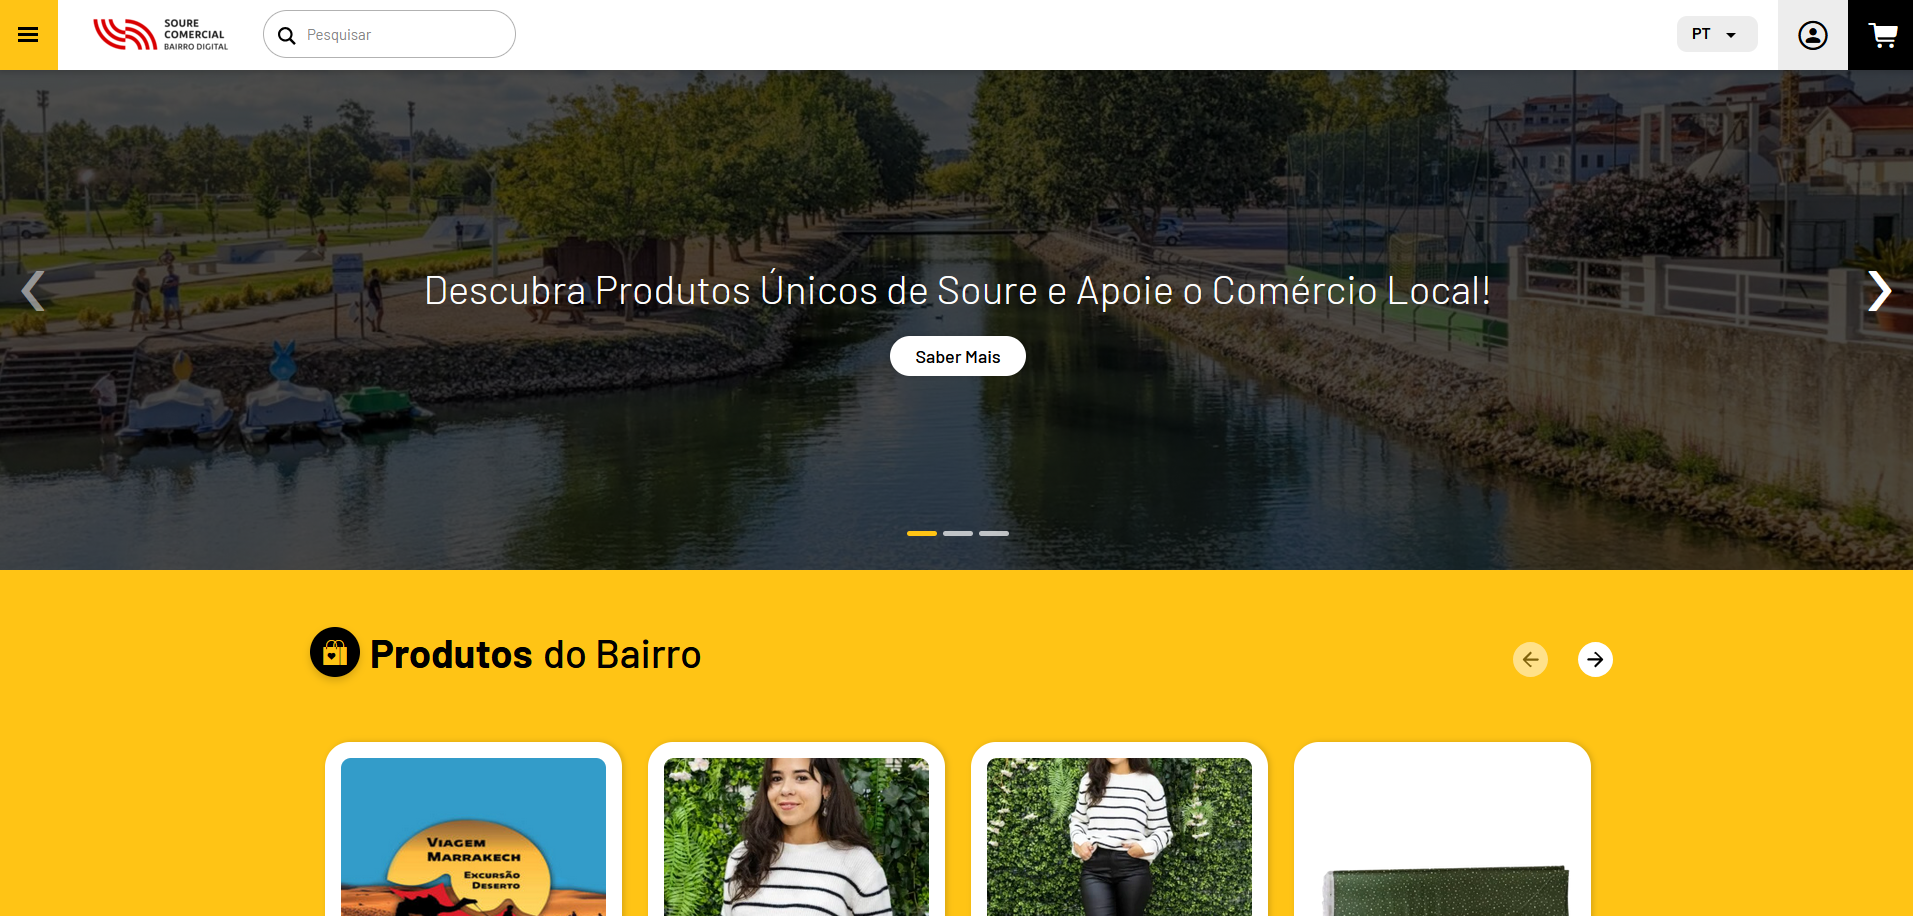 SOURE
COMERCIAL
BAIRRO DIGITAL
Pesquisar
PT
Descubra Produtos Únicos de Soure e Apoie o Comércio Local!
Saber Mais
Produtos do Bairro
VIAGEM
MARRAKECH
EXCURSÃO
DESERTO